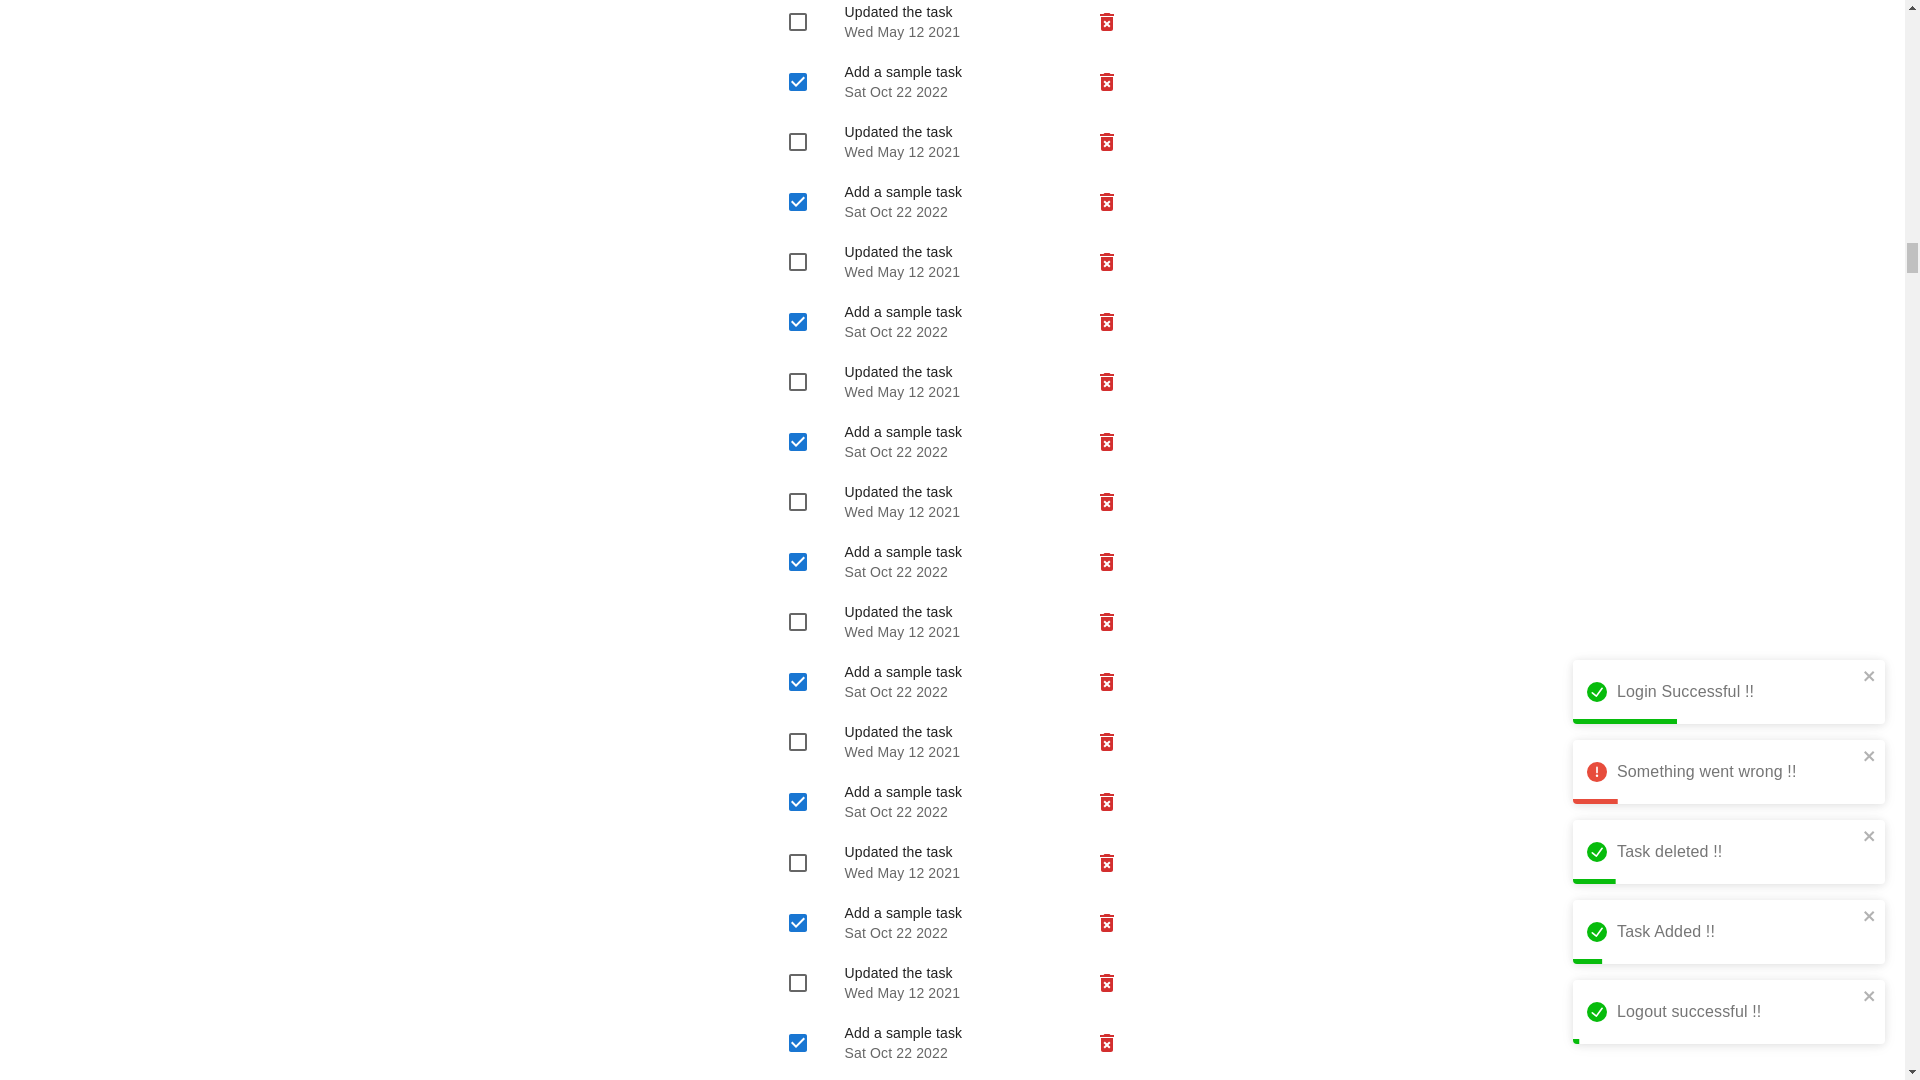 Updated the task
Wed May 12 2021
Add a sample task
Sat Oct 22 2022
Updated the task
Wed May 12 2021
Add a sample task
Sat Oct 22 2022
Updated the task
Wed May 12 2021
Add a sample task
Sat Oct 22 2022
Updated the task
Wed May 12 2021
Add a sample task
Sat Oct 22 2022
Updated the task
Wed May 12 2021
Add a sample task
Sat Oct 22 2022
Updated the task
Wed May 12 2021
Add a sample task
Sat Oct 22 2022
Updated the task
Wed May 12 2021
Add a sample task
Sat Oct 22 2022
Updated the task
Wed May 12 2021
Add a sample task
Sat Oct 22 2022
Updated the task
Wed May 12 2021
Add a sample task
Sat Oct 22 2022
Login Successful !!
Something went wrong !!
Task deleted !!
Task Added !!
Logout successful !!